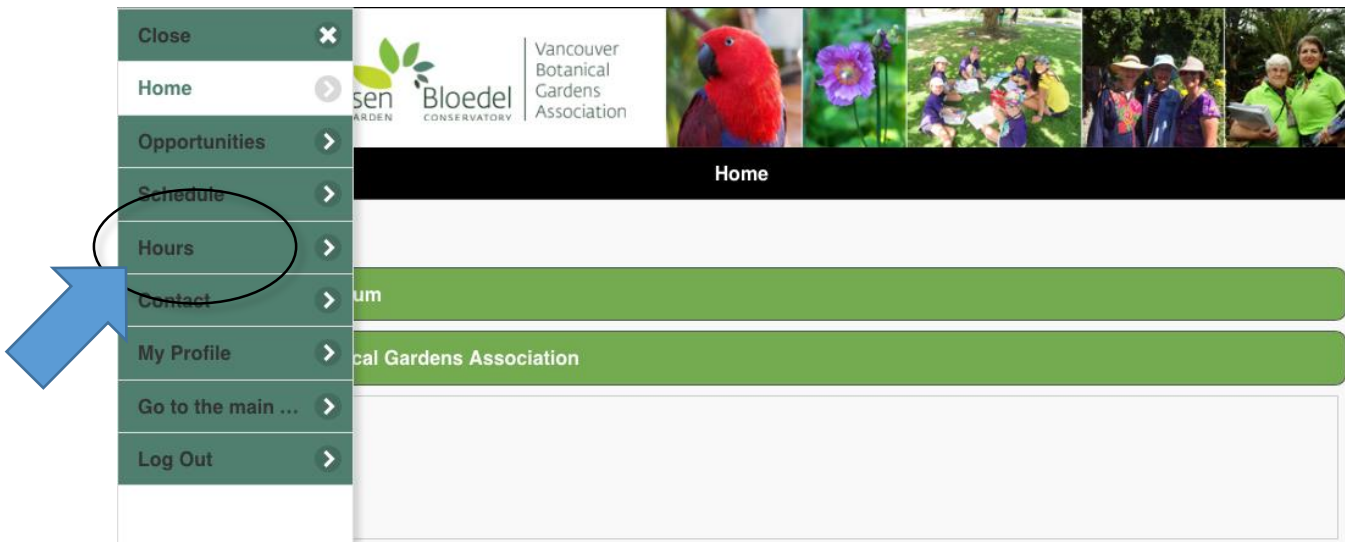 Close
Home
Opportunities
Schedule
Hours
Contact
My Profile
Go to the main ...
Log Out
sen
ARDEN
Bloedel
CONSERVATORY
Vancouver
Botanical
Gardens
Association
Home
um
cal Gardens Association